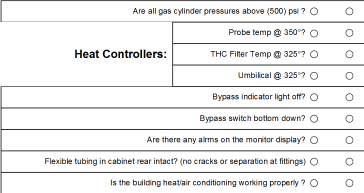 Are all gas cylinder pressures above (500) psi ?
Probe temp @ 350°?
Heat Controllers:
THC Filter Temp @ 325°?
Umbilical @ 325°?
Bypass indicator light off?
Bypass switch bottom down?
Are there any alrms on the monitor display?
Flexible tubing in cabinet rear intact? (no cracks or separation at fittings)
Is the building heat/air conditioning working properly ?